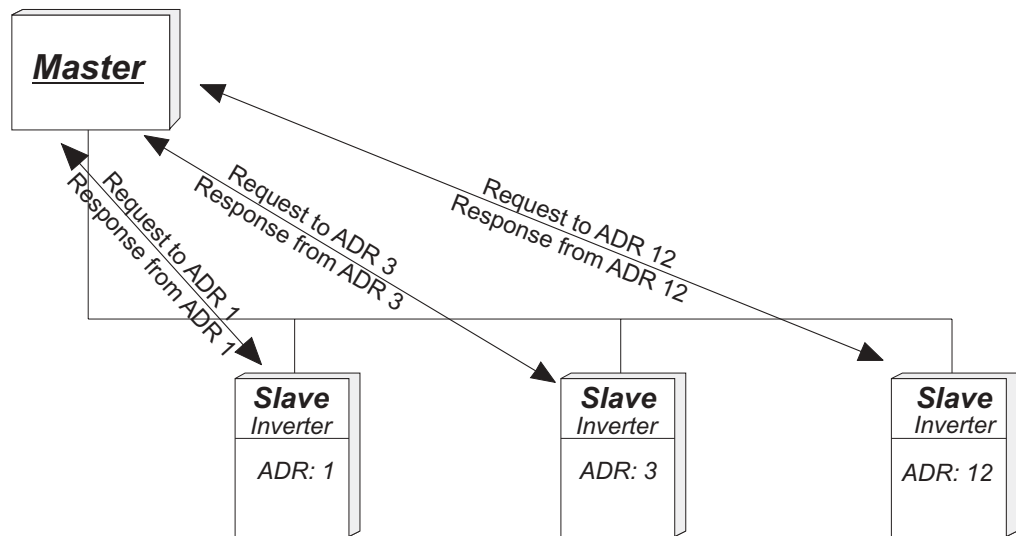 Master
Request to ADR 1
Response from ADR 1
Request to ADR 3
Response from ADR 3
Request to ADR 12
Response from ADR 12
Slave
Inverter
ADR: 1
Slave
Inverter
ADR: 3
Slave
Inverter
ADR: 12